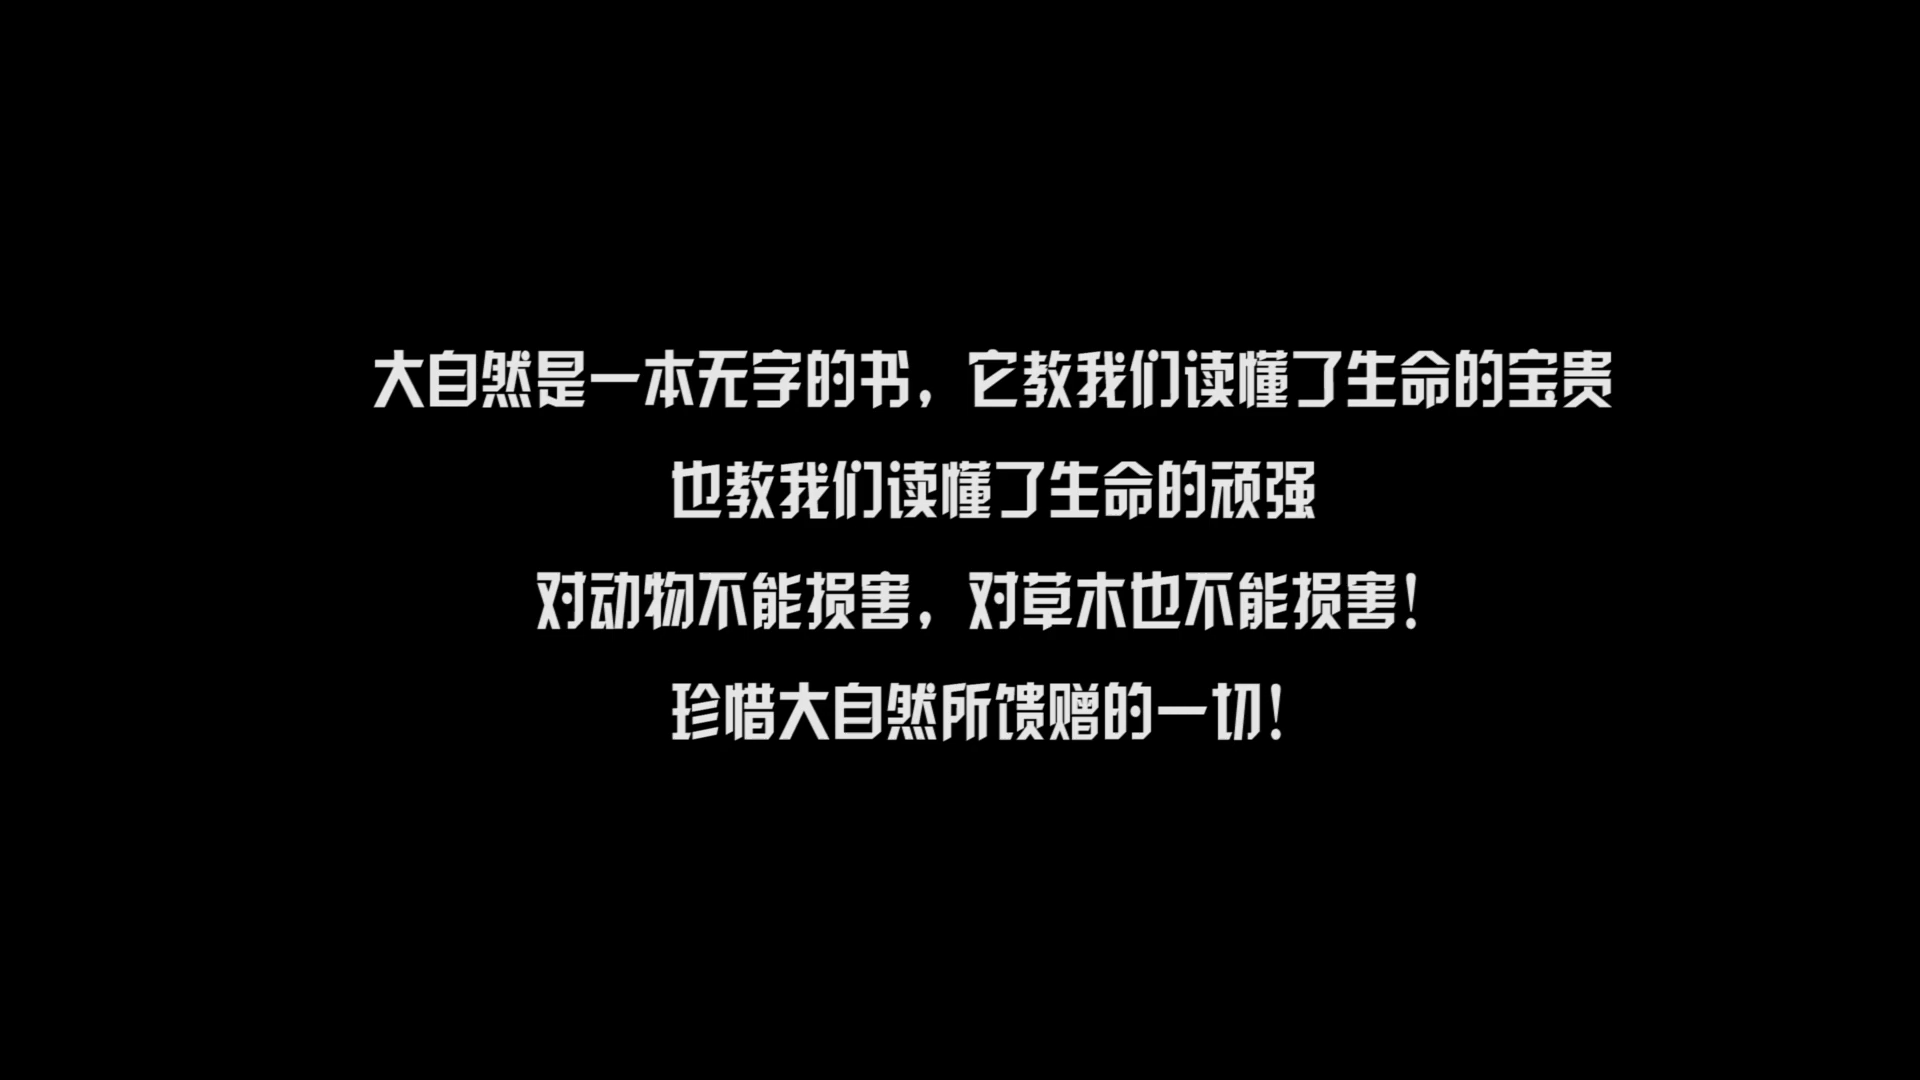 大自然是一本无字的书，它教我们读懂了生命的宝贵
也教我们读懂了生命的顽强
对动物不能损害，对草木也不能损害！
珍惜大自然所馈赠的一切！